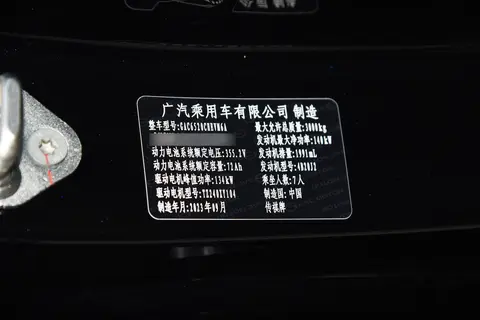 广汽乘用车有限公司 制造
整车型号:GAC6520CHEVM6A 最大允许总质量:3000kg
发动机最大净功率:140kW
动力电池系统额定电压:355.2V 发动机排量:1991mL
动力电池系统额定容量:72Ah 发动机型号:4B20J2
驱动电机峰值功率:134kW 乘坐人数:7人
驱动电机型号:TZ240XY104 制造国:中国
制造年月:2023年09月 传祺牌